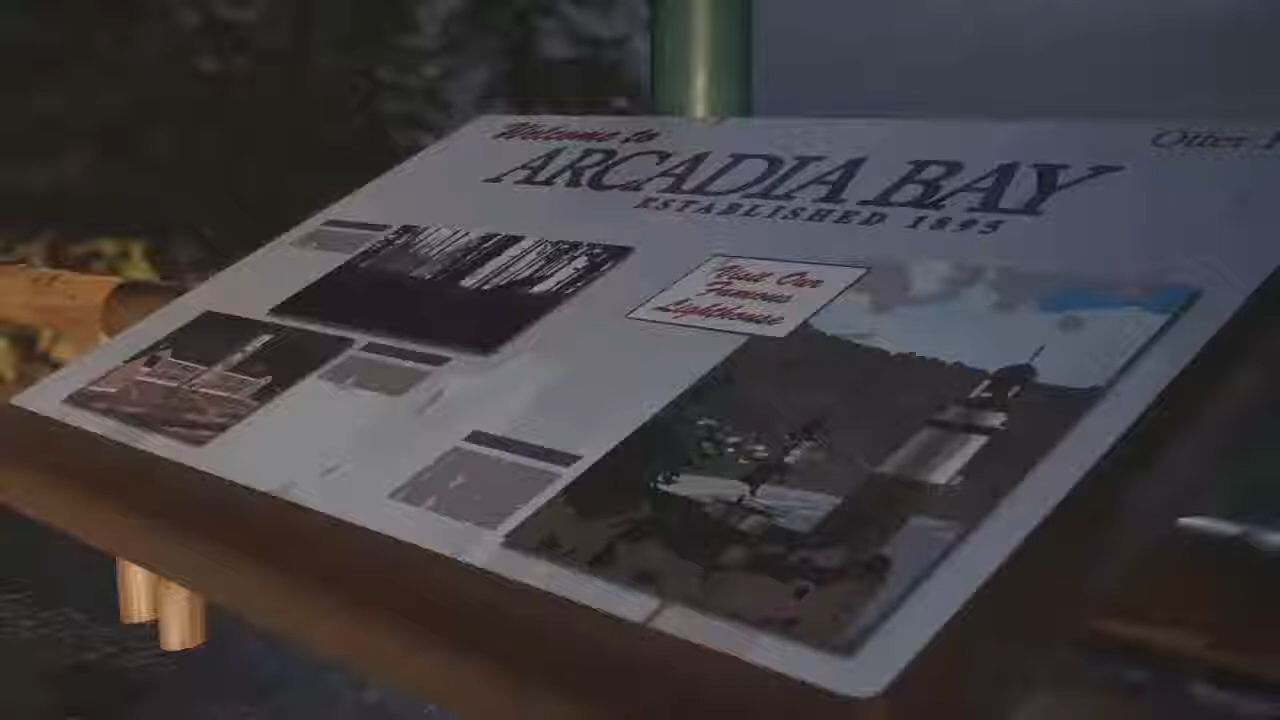 Welcome to
ARCADIA BAY
ESTABLISHED 1895
Otter
Visit Our
Famous
Lighthouse